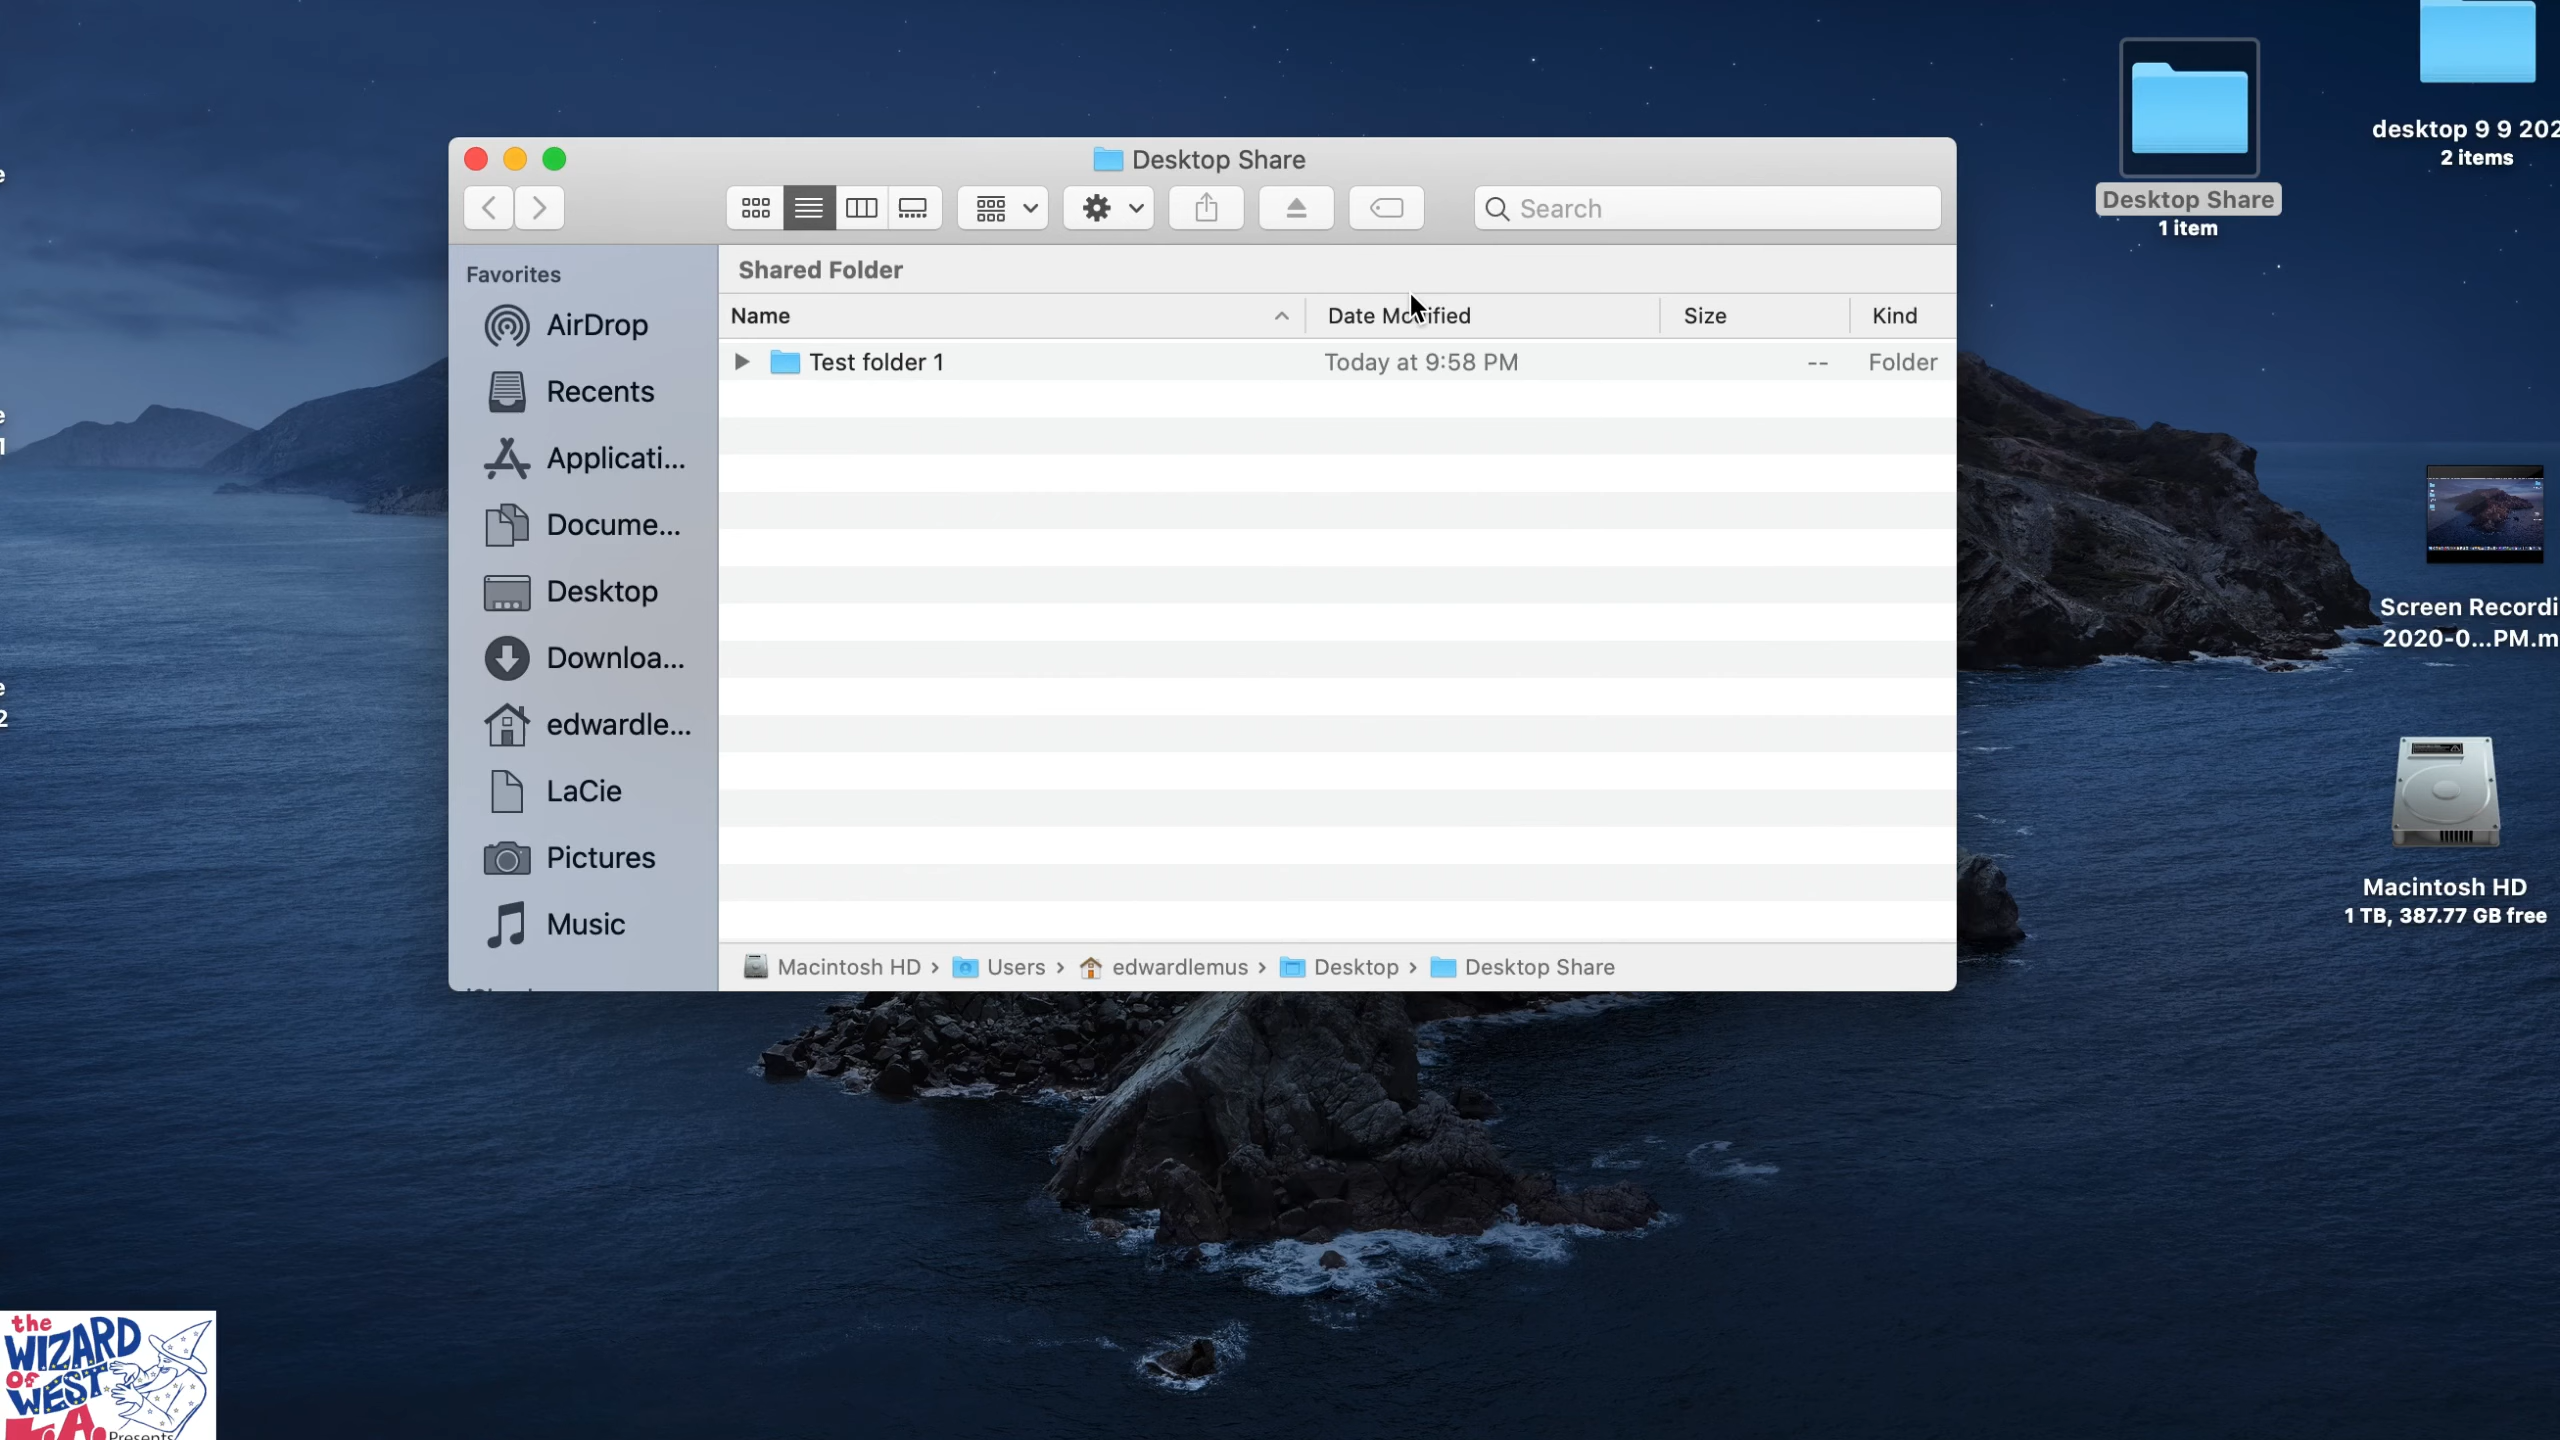 Desktop Share
Search
Favorites
AirDrop
Recents
Applicati...
Docume...
Desktop
Downloa...
edwardle...
LaCie
Pictures
Music
Shared Folder
Name
Date Modified
Size
Kind
Test folder 1
Today at 9:58 PM
--
Folder
Macintosh HD › Users › edwardlemus › Desktop › Desktop Share
Desktop Share
1 item
desktop 9 9 202
2 items
Screen Recordi
2020-0...PM.m
Macintosh HD
1 TB, 387.77 GB free
e
e
1
e
2
the
WIZARD
OF
WEST
L.A.
Presents